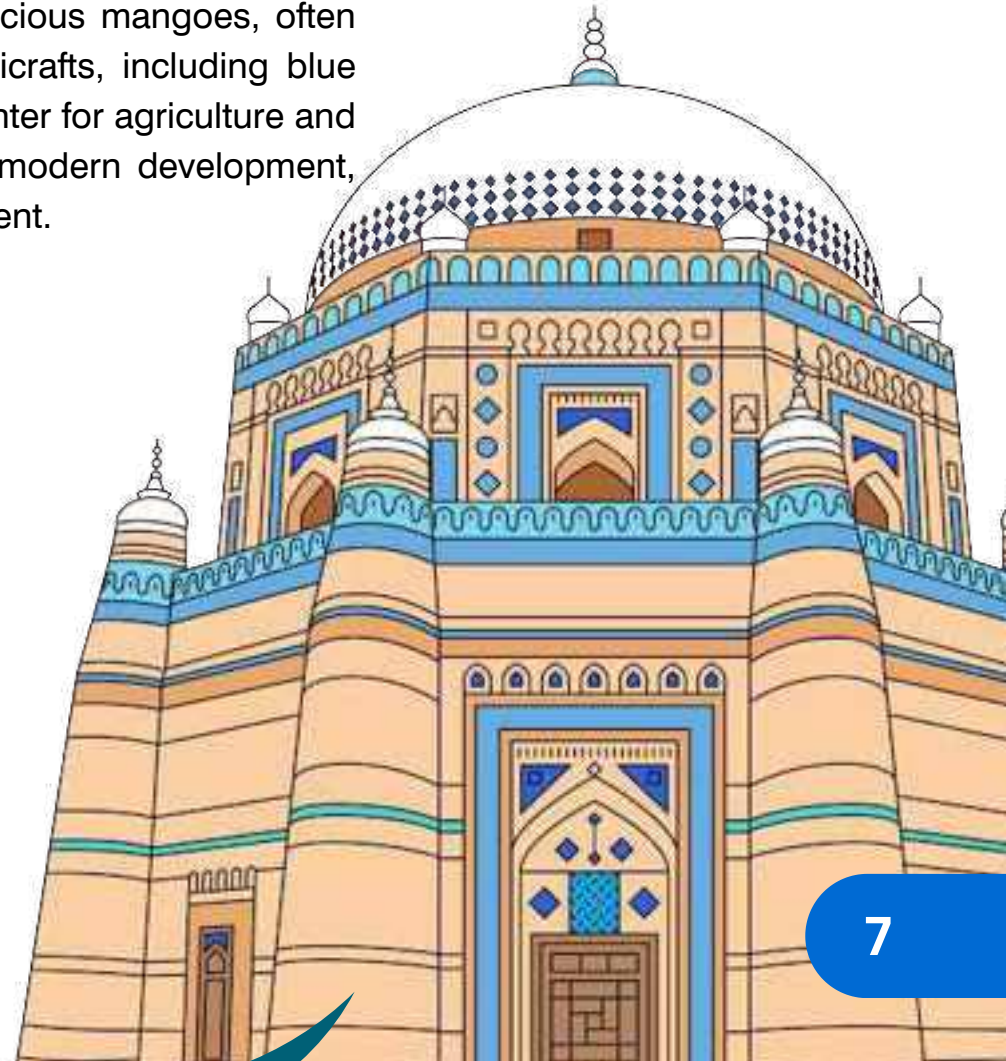 cious mangoes, often
icrafts, including blue
nter for agriculture and
modern development,
ent.
7